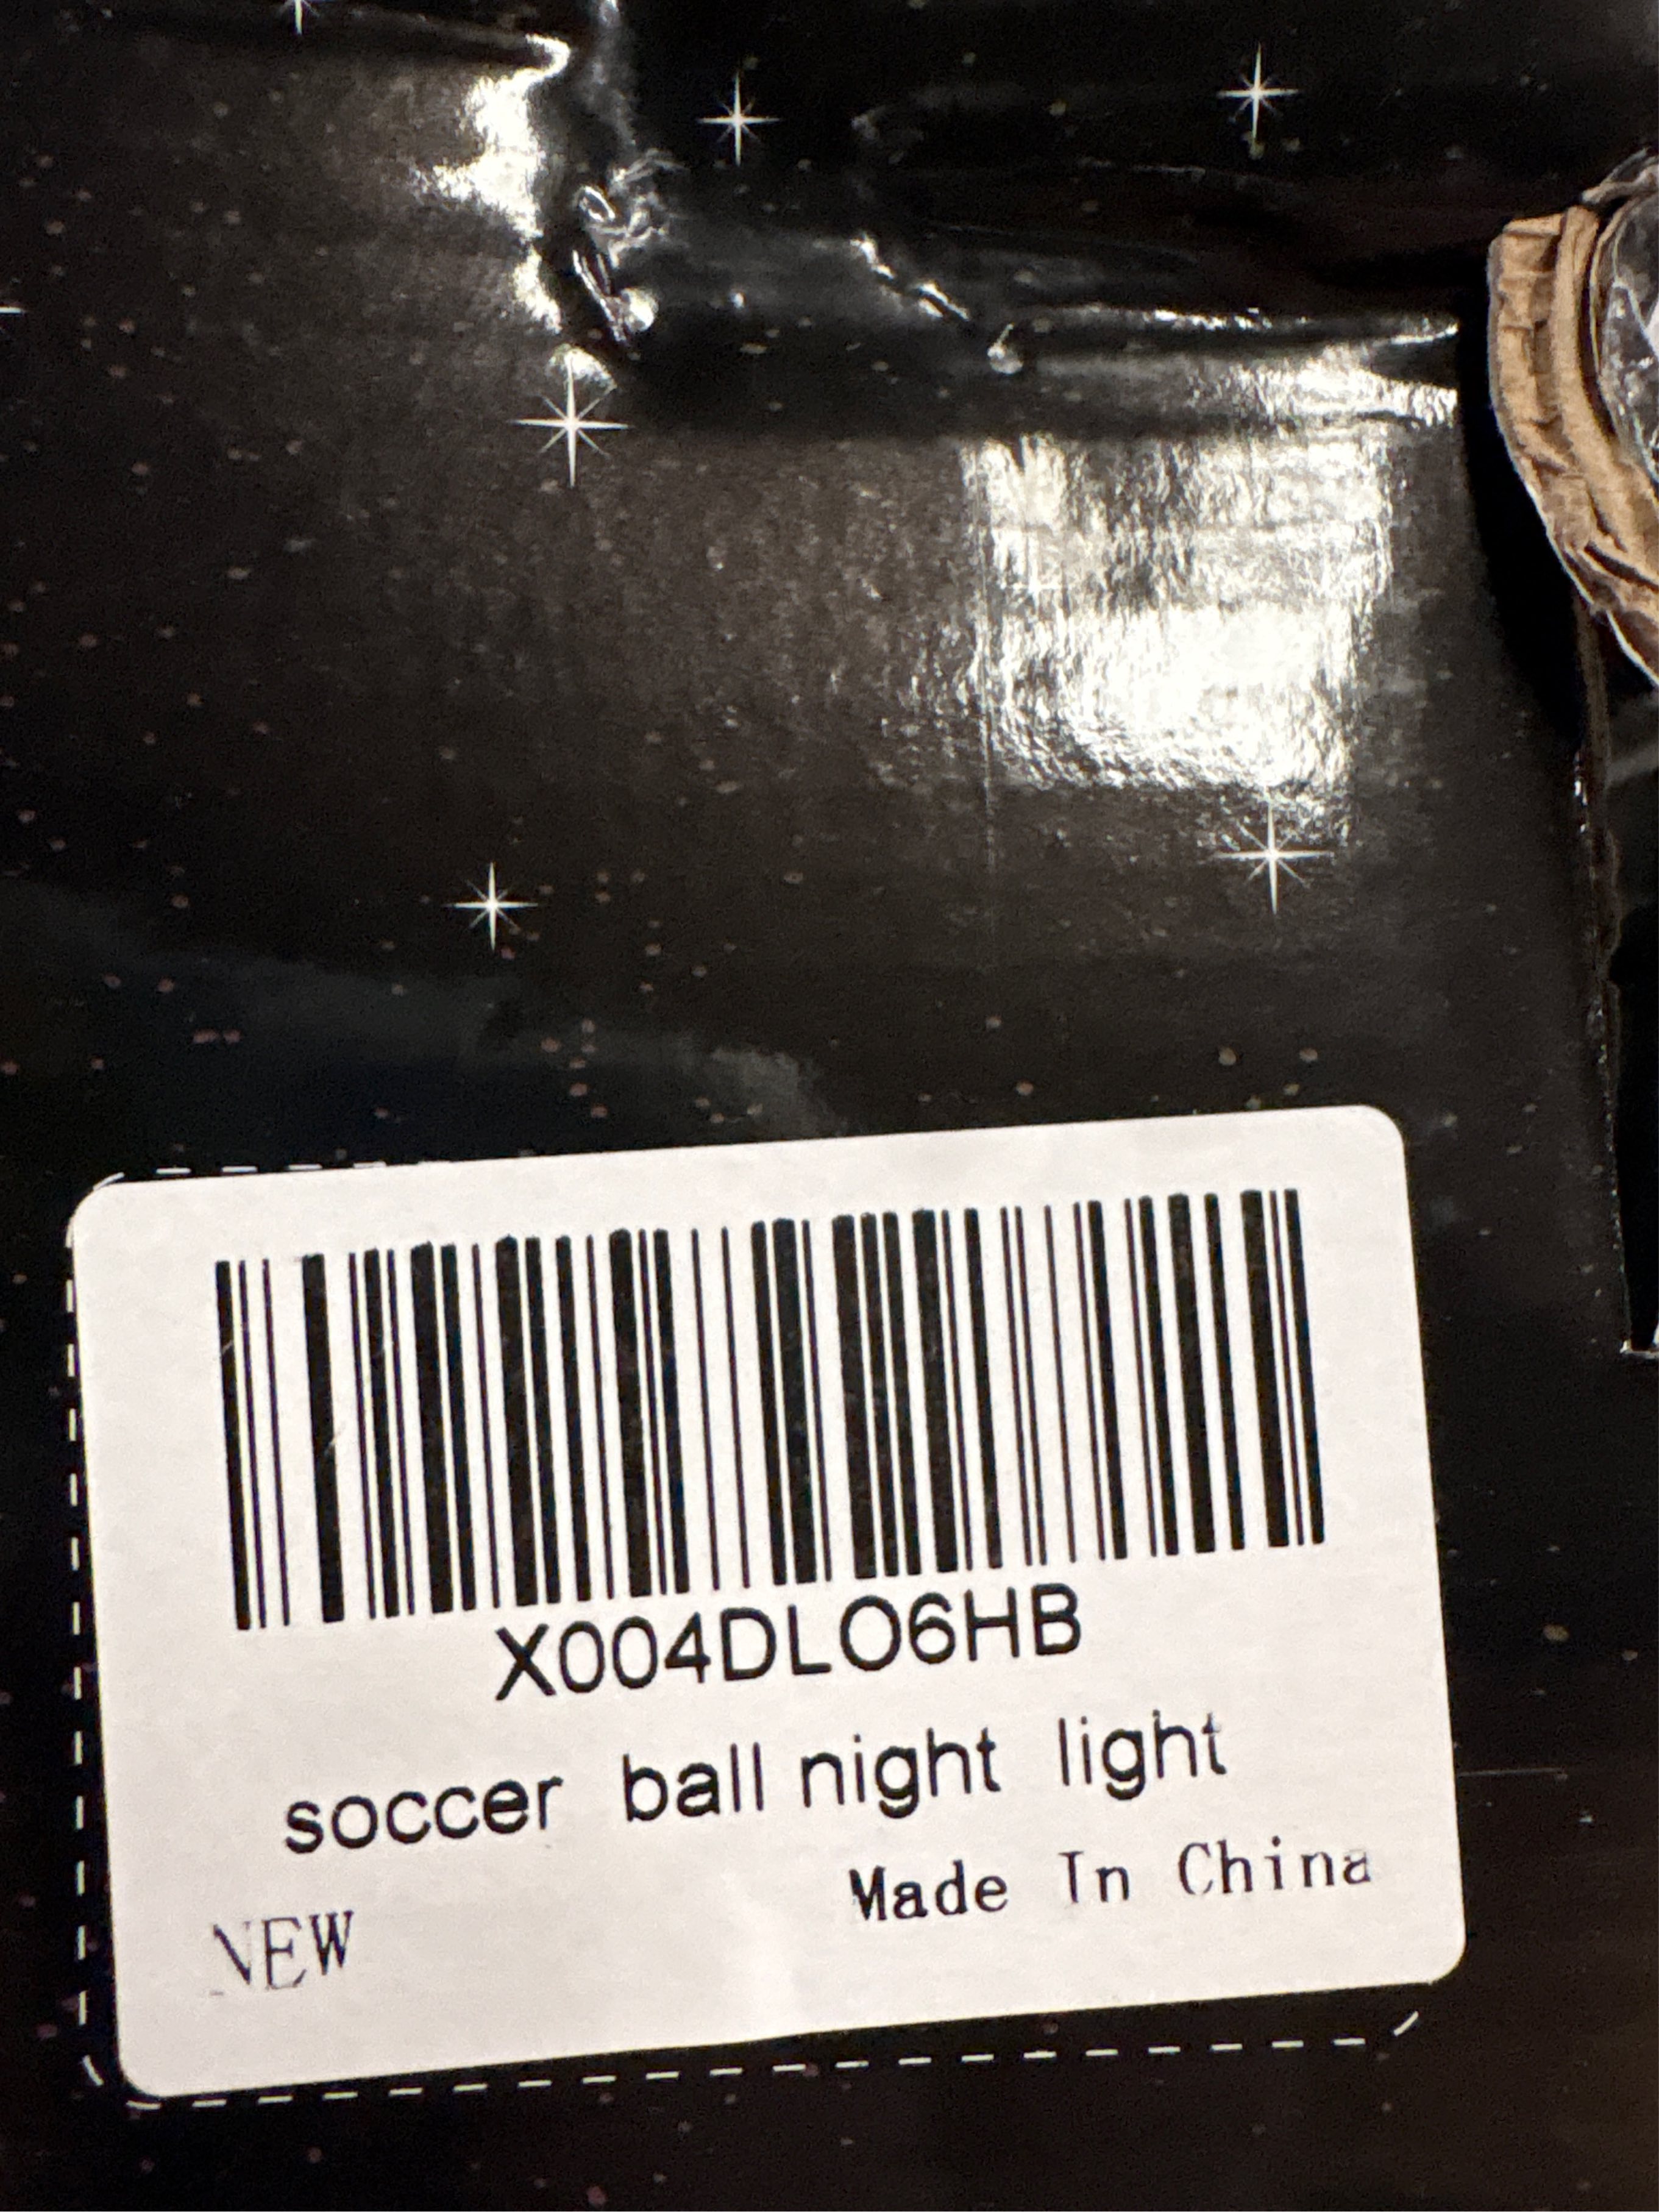 X004DLO6HB
soccer ball night light
Made In China
NEW